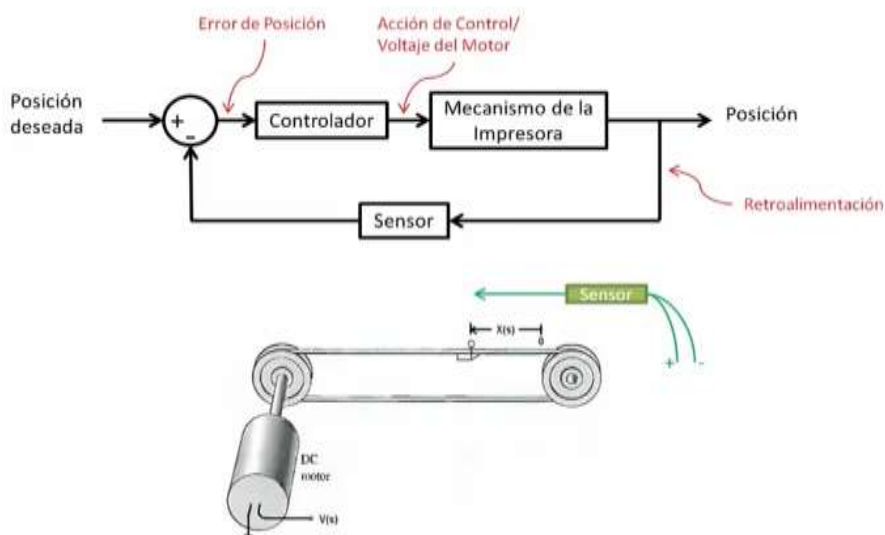 Error de Posición
Acción de Control/
Voltaje del Motor
Posición
deseada
+
-
Controlador
Mecanismo de la
Impresora
Posición
Sensor
Retroalimentación
Sensor
X(s)
0
+ -
DC
motor
V(s)